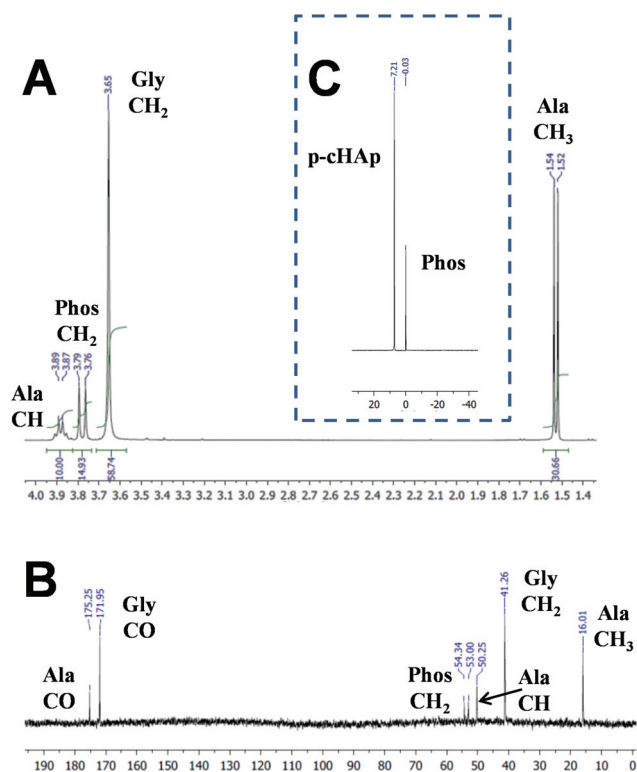 A
Gly
CH2
3.65
C
7.21
-0.03
p-cHAp
Phos
20 0 -20 -40
Ala
CH3
1.54
1.52
Phos
CH2
3.89
3.87
3.79
3.76
Ala
CH
10.00
14.93
58.74
30.66
4.0 3.9 3.8 3.7 3.6 3.5 3.4 3.3 3.2 3.1 3.0 2.9 2.8 2.7 2.6 2.5 2.4 2.3 2.2 2.1 2.0 1.9 1.8 1.7 1.6 1.5 1.4
B
175.25
171.95
Gly
CO
Ala
CO
Phos
CH2
54.34
53.00
50.25
Ala
CH
41.26
Gly
CH2
16.01
Ala
CH3
190 180 170 160 150 140 130 120 110 100 90 80 70 60 50 40 30 20 10 0